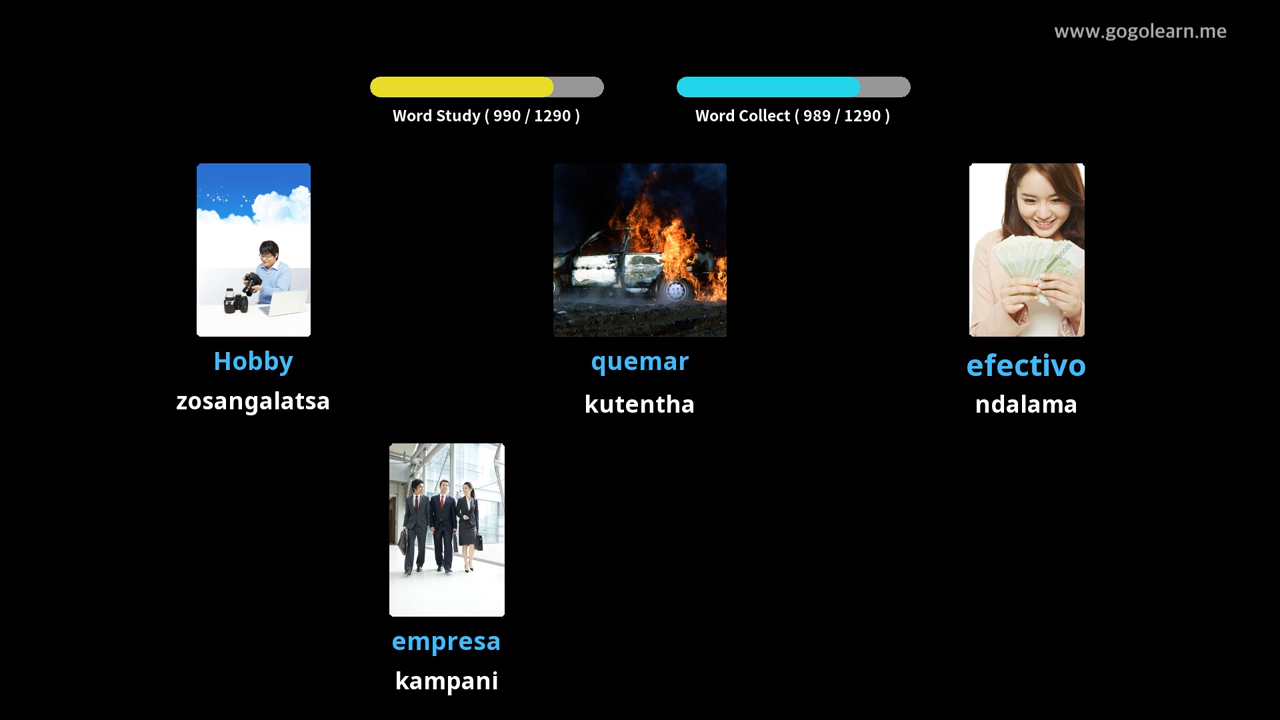 www.gogolearn.me
Word Study ( 990 / 1290 )
Word Collect ( 989 / 1290 )
Hobby
zosangalatsa
quemar
kutentha
efectivo
ndalama
empresa
kampani